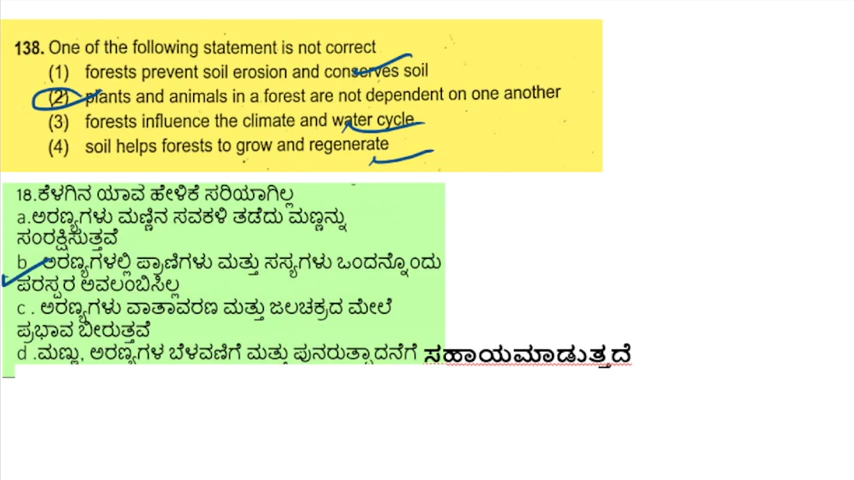 138. One of the following statement is not correct
(1) forests prevent soil erosion and conserves soil
(2) plants and animals in a forest are not dependent on one another
(3) forests influence the climate and water cycle
(4) soil helps forests to grow and regenerate
18.ಕೆಳಗಿನ ಯಾವ ಹೇಳಿಕೆ ಸರಿಯಾಗಿಲ್ಲ
a.ಅರಣ್ಯಗಳು ಮಣ್ಣಿನ ಸವಕಳಿ ತಡೆದು ಮಣ್ಣನ್ನು
ಸಂರಕ್ಷಿಸುತ್ತವೆ
b ಅರಣ್ಯಗಳಲ್ಲಿ ಪ್ರಾಣಿಗಳು ಮತ್ತು ಸಸ್ಯಗಳು ಒಂದನ್ನೊಂದು
ಪರಸ್ಪರ ಅವಲಂಬಿಸಿಲ್ಲ
c . ಅರಣ್ಯಗಳು ವಾತಾವರಣ ಮತ್ತು ಜಲಚಕ್ರದ ಮೇಲೆ
ಪ್ರಭಾವ ಬೀರುತ್ತವೆ
d .ಮಣ್ಣು, ಅರಣ್ಯಗಳ ಬೆಳವಣಿಗೆ ಮತ್ತು ಪುನರುತ್ಪಾದನೆಗೆ ಸಹಾಯಮಾಡುತ್ತದೆ